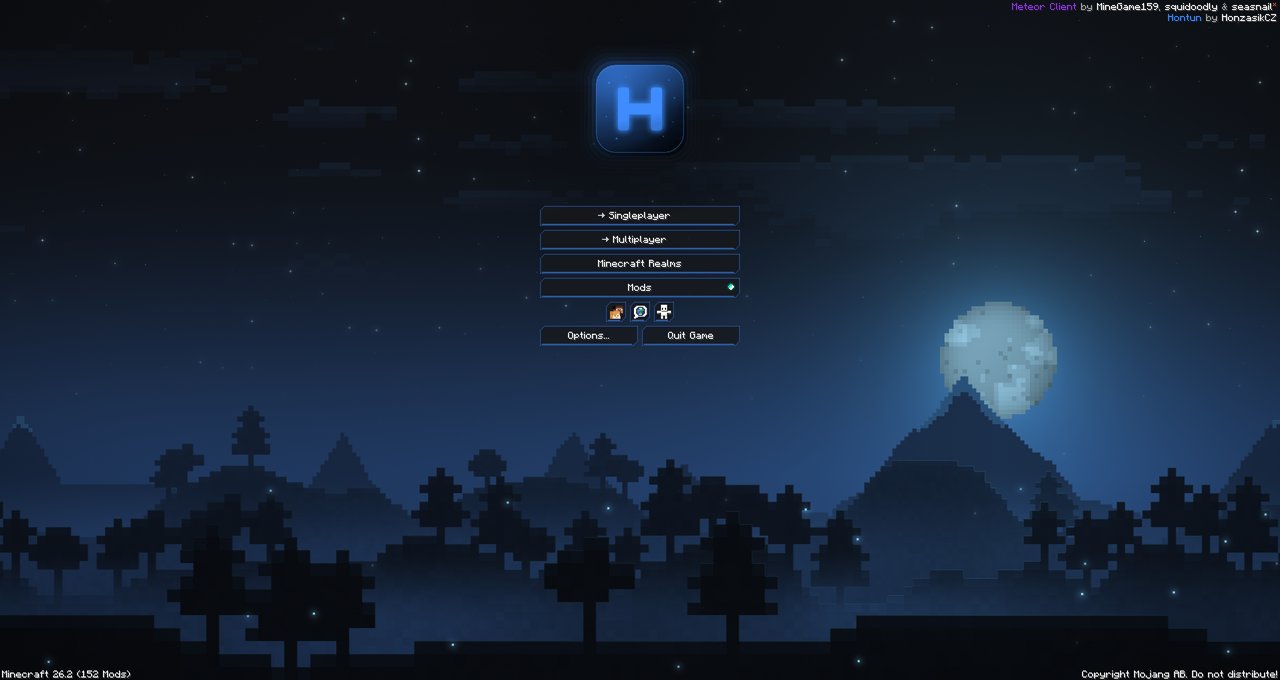 Meteor Client by MineGame159, squidoodly & seasnail*
Hontun by HonzasikCZ
H
→ Singleplayer
→ Multiplayer
Minecraft Realms
Mods
Options...
Quit Game
Minecraft 26.2 (152 Mods)
Copyright Mojang AB. Do not distribute!